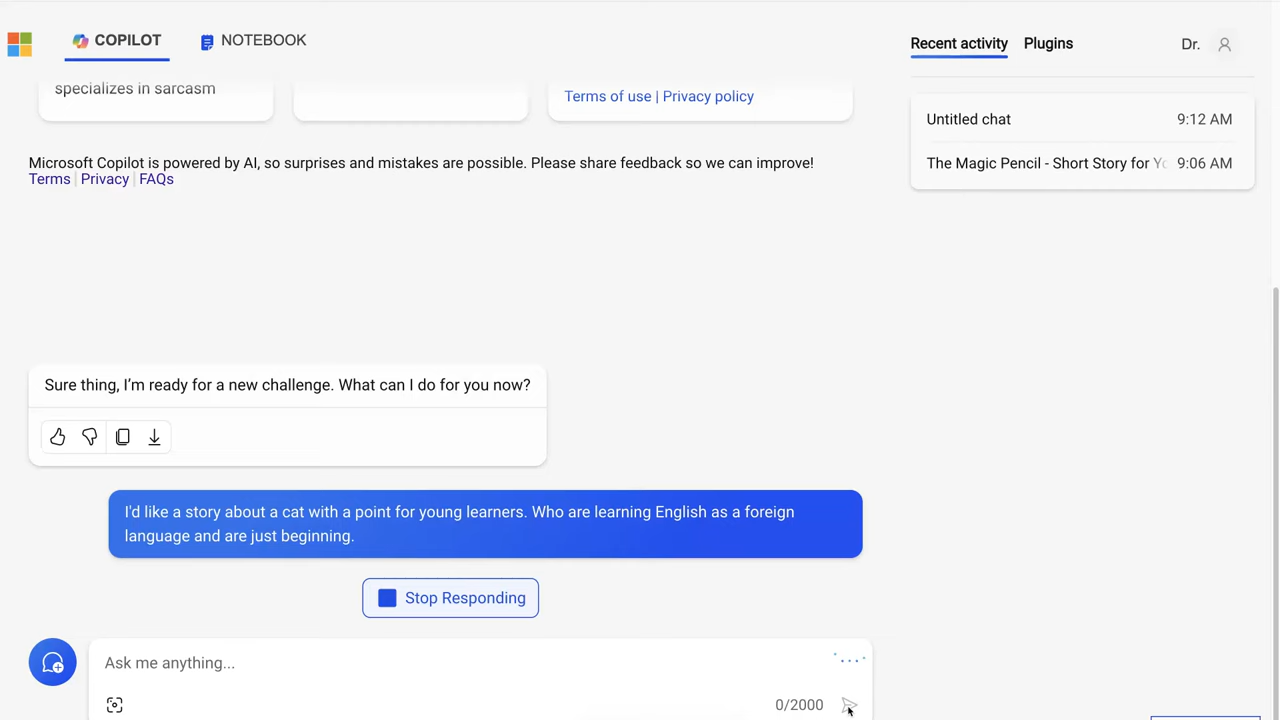 COPILOT
NOTEBOOK
Recent activity
Plugins
Dr.
specializes in sarcasm
Terms of use | Privacy policy
Untitled chat
9:12 AM
The Magic Pencil - Short Story for Yo
9:06 AM
Microsoft Copilot is powered by AI, so surprises and mistakes are possible. Please share feedback so we can improve!
Terms | Privacy | FAQs
Sure thing, I'm ready for a new challenge. What can I do for you now?
I'd like a story about a cat with a point for young learners. Who are learning English as a foreign
language and are just beginning.
Stop Responding
Ask me anything...
0/2000